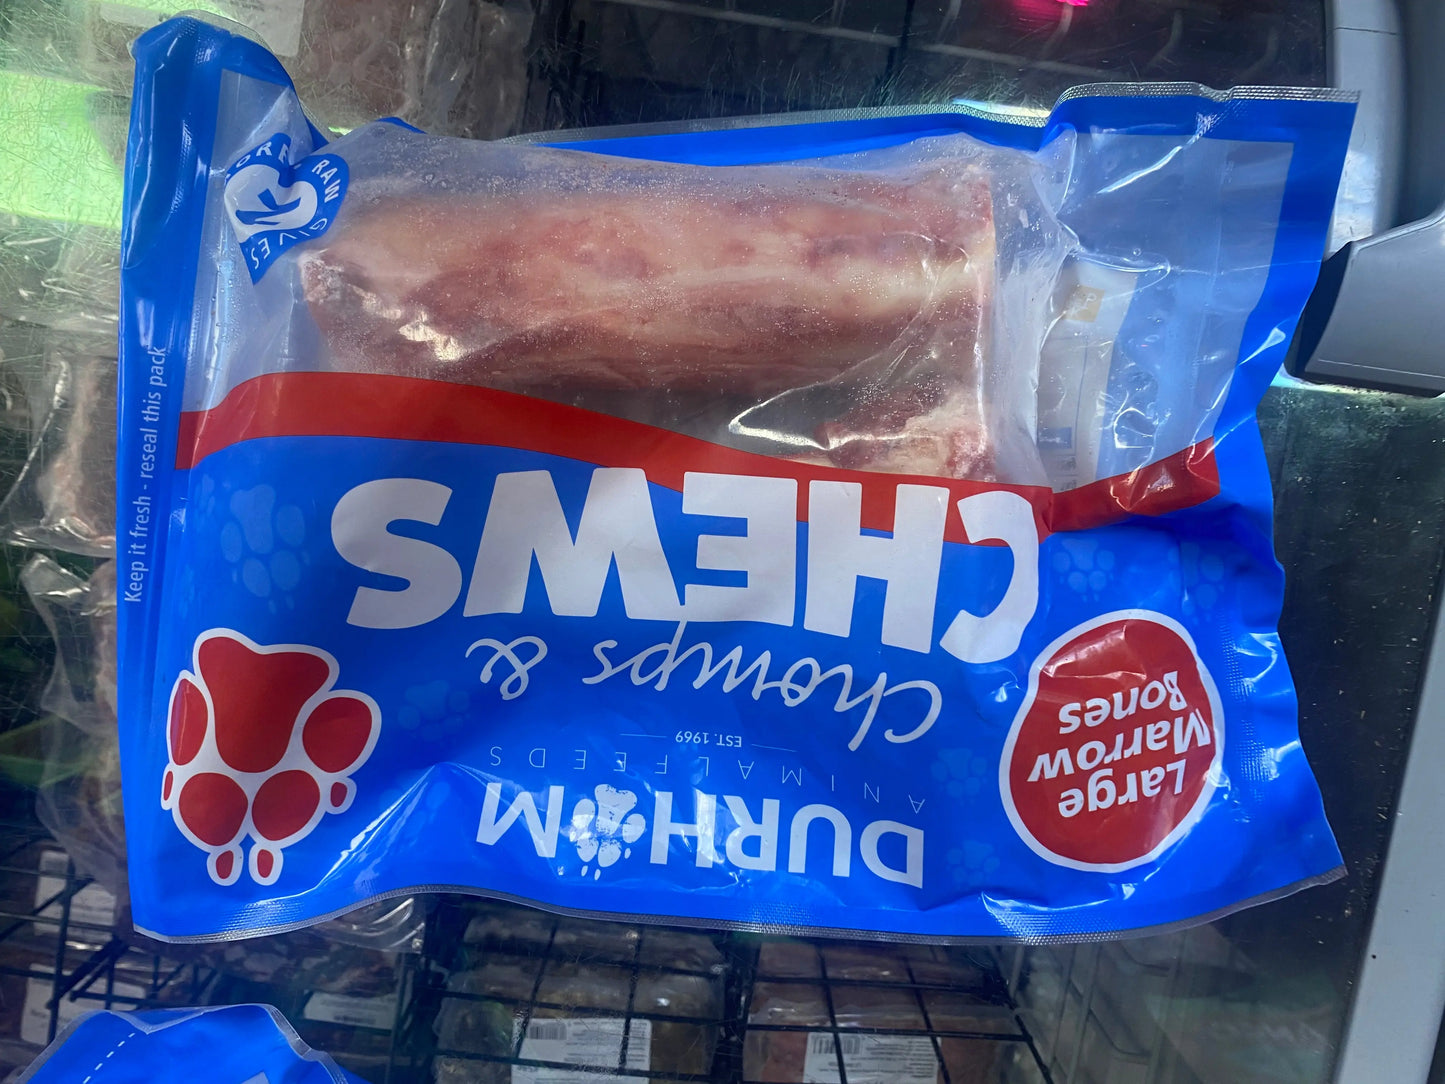 DURHAM
ANIMAL FEEDS
EST. 1969
Chomps &
CHEWS
Large
Marrow
Bones
Keep it fresh - reseal this pack
RAW GIVES